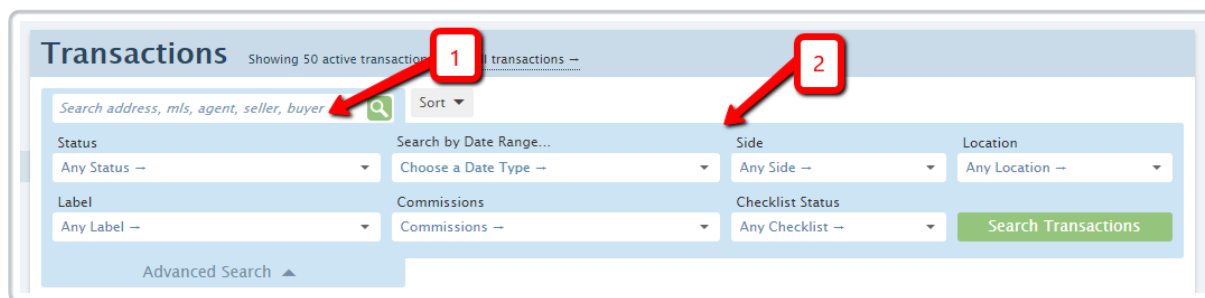 Transactions Showing 50 active transaction l transactions →
1
2
Search address, mls, agent, seller, buyer
Sort
Status
Search by Date Range...
Side
Location
Any Status →
Choose a Date Type →
Any Side →
Any Location →
Label
Commissions
Checklist Status
Any Label →
Commissions →
Any Checklist →
Search Transactions
Advanced Search